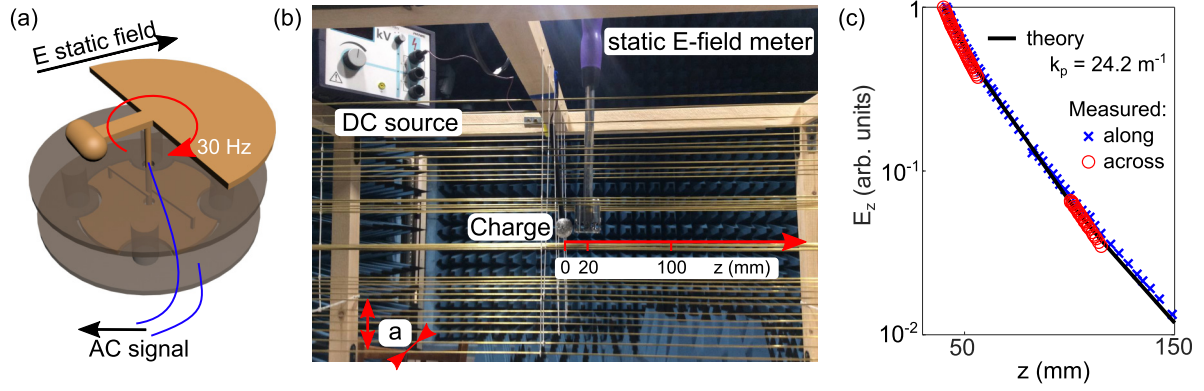 (a)
E static field
30 Hz
AC signal
(b)
kV
DC source
static E-field meter
Charge
0 20 100 z (mm)
a
(c)
E_z (arb. units)
1
10^-1
10^-2
theory
k_p = 24.2 m^-1
Measured:
along
across
50 150
z (mm)